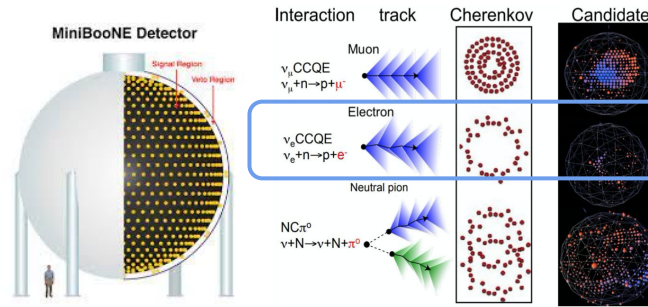 MiniBooNE Detector
Signal Region
Veto Region
Interaction track Cherenkov Candidate
Muon
νμCCQE
νμ+n→p+μ-
Electron
νeCCQE
νe+n→p+e-
Neutral pion
NCπ⁰
ν+N→ν+N+π⁰